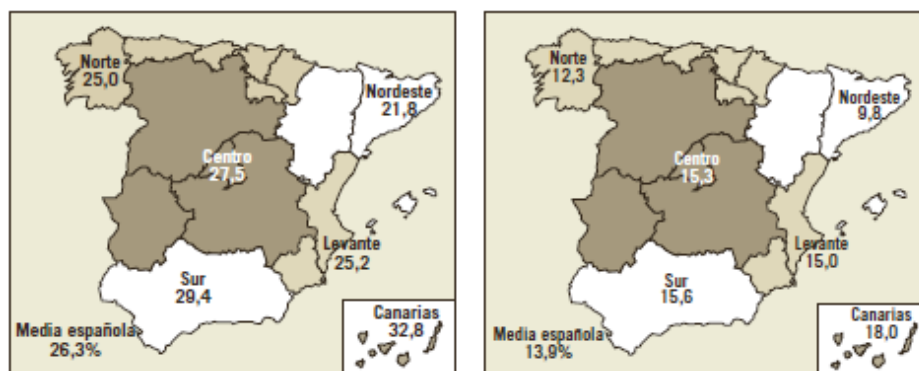 Norte
25,0
Nordeste
21,8
Centro
27,5
Levante
25,2
Sur
29,4
Canarias
32,8
Media española
26,3%
Norte
12,3
Nordeste
9,8
Centro
15,3
Levante
15,0
Sur
15,6
Canarias
18,0
Media española
13,9%